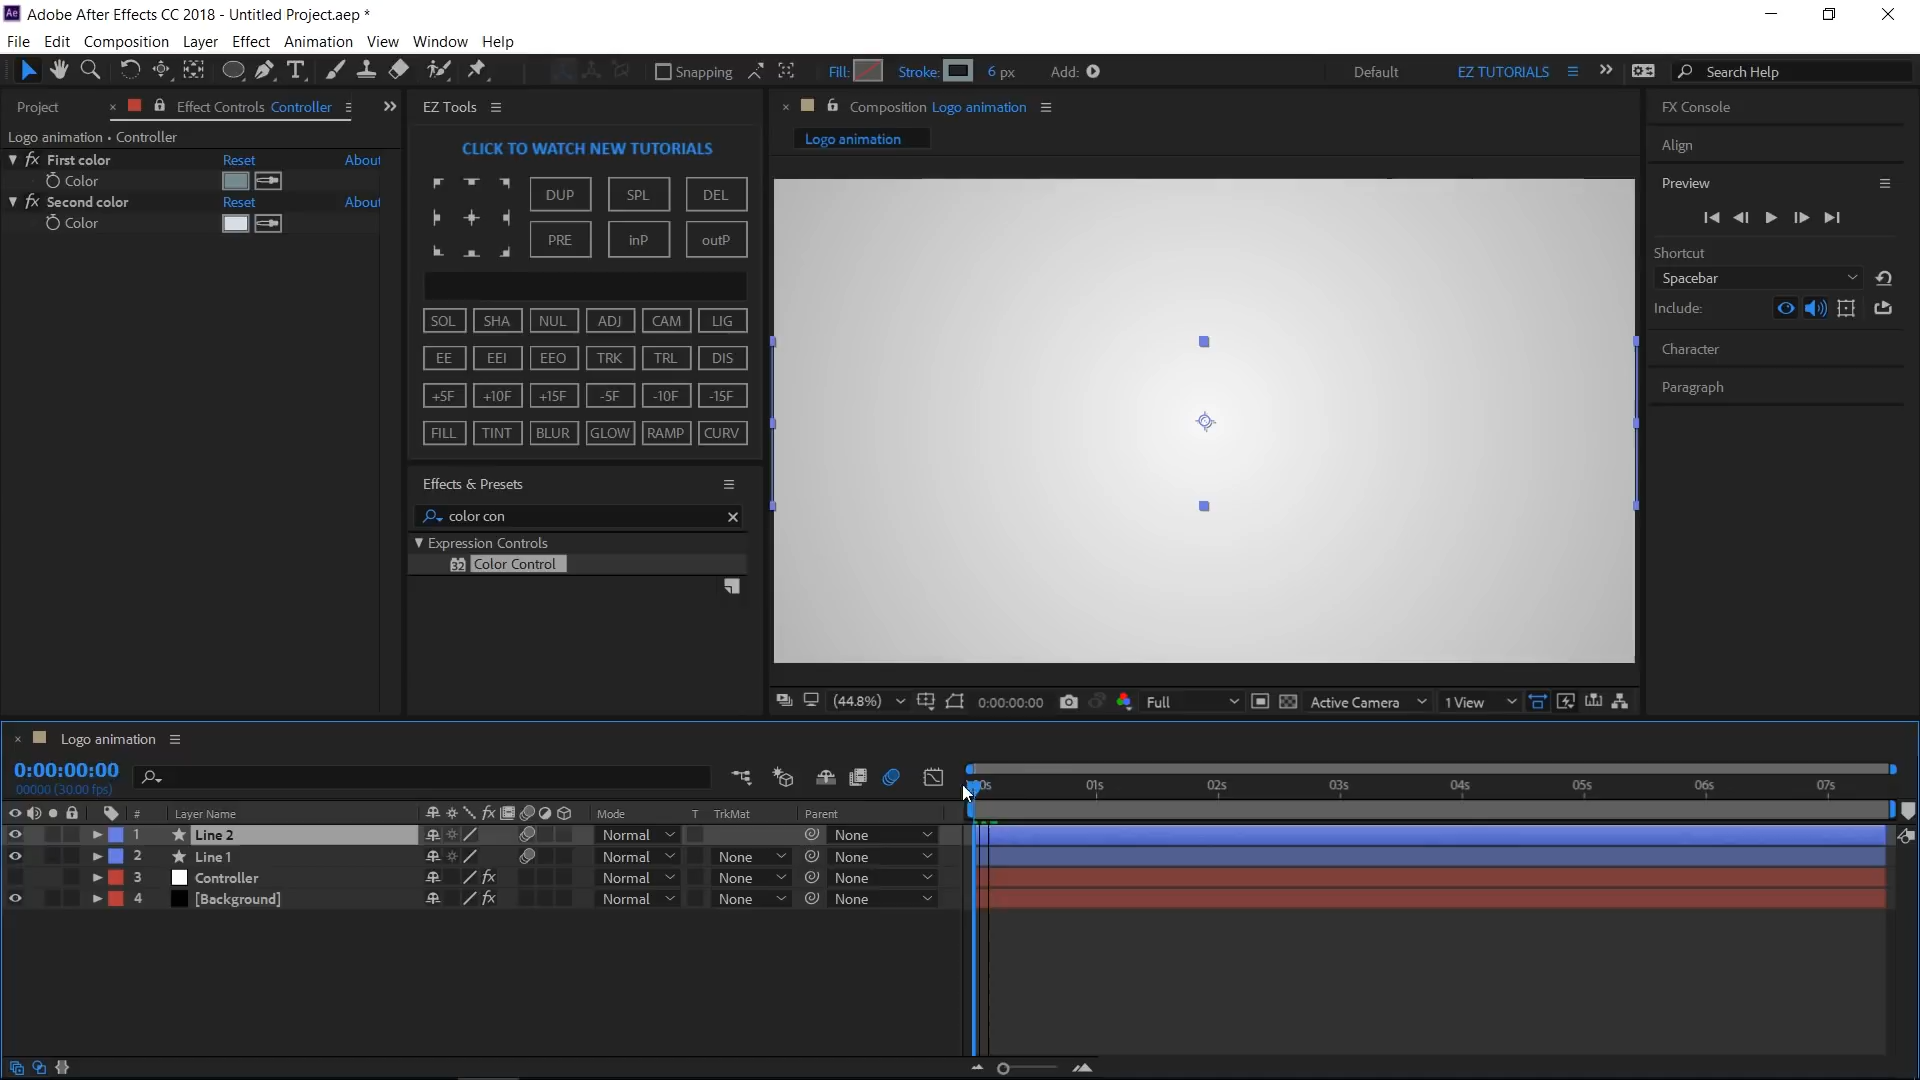 Adobe After Effects CC 2018 - Untitled Project.aep *
File Edit Composition Layer Effect Animation View Window Help
Snapping Fill: Stroke: 6 px Add: Default EZ TUTORIALS Search Help
Project Effect Controls Controller
Logo animation • Controller
First color Reset About
Color
Second color Reset About
Color
EZ Tools
CLICK TO WATCH NEW TUTORIALS
DUP SPL DEL
PRE inP outP
SOL SHA NUL ADJ CAM LIG
EE EEI EEO TRK TRL DIS
+5F +10F +15F -5F -10F -15F
FILL TINT BLUR GLOW RAMP CURV
Effects & Presets
color con
Expression Controls
32 Color Control
Composition Logo animation
Logo animation
(44.8%) 0:00:00:00 Full Active Camera 1 View
FX Console
Align
Preview
Shortcut
Spacebar
Include:
Character
Paragraph
Logo animation
0:00:00:00
00000 (30.00 fps)
00s 01s 02s 03s 04s 05s 06s 07s
# Layer Name fx Mode T TrkMat Parent
1 Line 2 Normal None
2 Line 1 Normal None None
3 Controller fx Normal None None
4 [Background] fx Normal None None